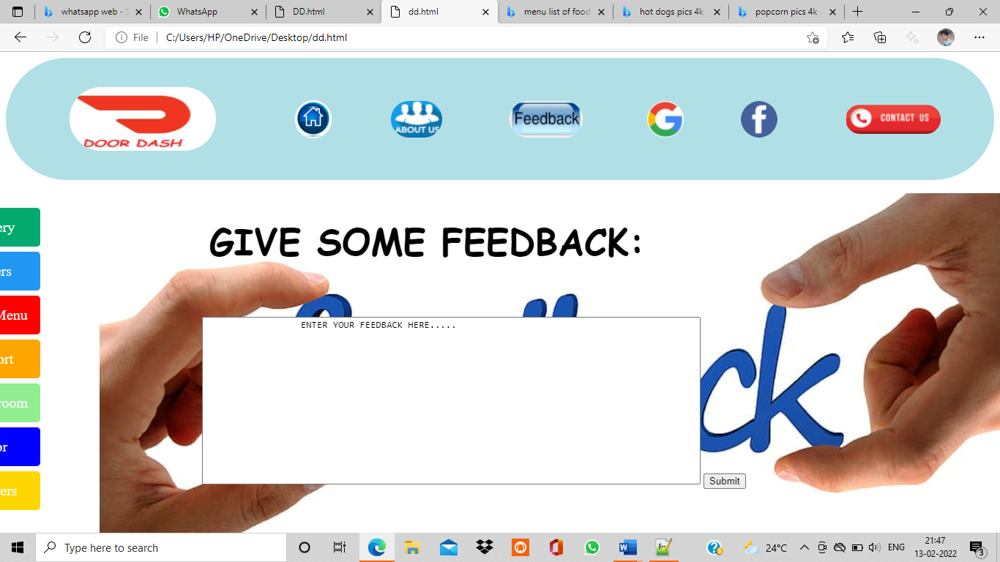 whatsapp web - S
WhatsApp
DD.html
dd.html
menu list of food
hot dogs pics 4k
popcorn pics 4k -
File
C:/Users/HP/OneDrive/Desktop/dd.html
DOOR DASH
ABOUT US
Feedback
G
f
CONTACT US
GIVE SOME FEEDBACK:
ery
ers
Menu
ort
room
or
ers
ENTER YOUR FEEDBACK HERE.....
ck
Submit
Type here to search
24°C
ENG
21:47
13-02-2022
3